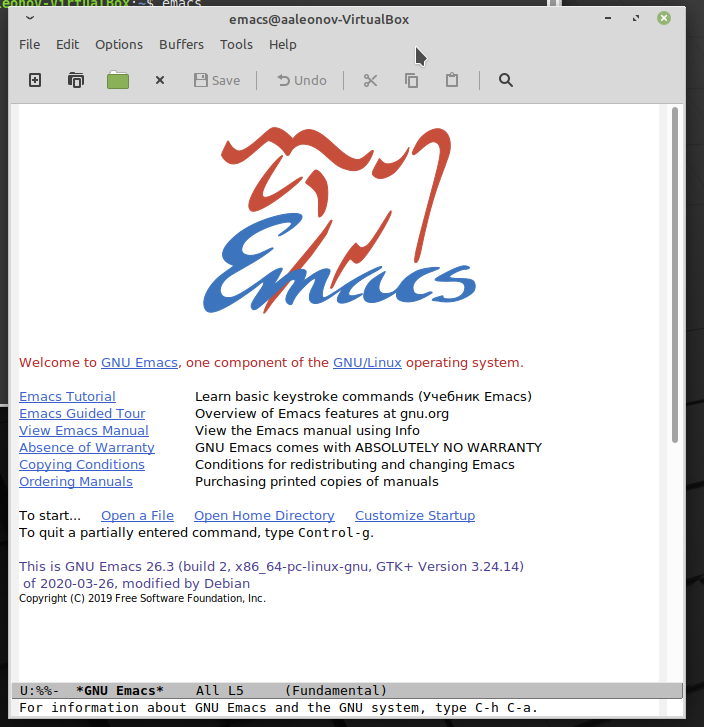 eonov-VirtualBox:~$ emacs
emacs@aaleonov-VirtualBox
File Edit Options Buffers Tools Help
Save Undo
Emacs
Welcome to GNU Emacs, one component of the GNU/Linux operating system.
Emacs Tutorial Learn basic keystroke commands (Учебник Emacs)
Emacs Guided Tour Overview of Emacs features at gnu.org
View Emacs Manual View the Emacs manual using Info
Absence of Warranty GNU Emacs comes with ABSOLUTELY NO WARRANTY
Copying Conditions Conditions for redistributing and changing Emacs
Ordering Manuals Purchasing printed copies of manuals
To start... Open a File Open Home Directory Customize Startup
To quit a partially entered command, type Control-g.
This is GNU Emacs 26.3 (build 2, x86_64-pc-linux-gnu, GTK+ Version 3.24.14)
of 2020-03-26, modified by Debian
Copyright (C) 2019 Free Software Foundation, Inc.
U:%%- *GNU Emacs* All L5 (Fundamental)
For information about GNU Emacs and the GNU system, type C-h C-a.